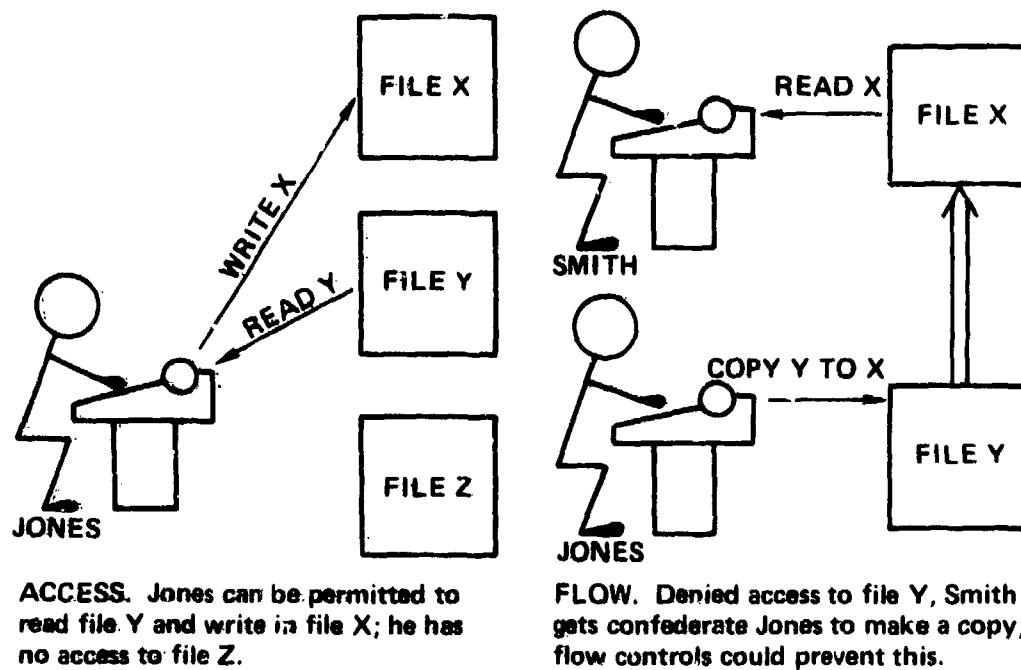 FILE X
WRITE X
READ Y
FILE Y
FILE Z
JONES
ACCESS. Jones can be permitted to
read file Y and write in file X; he has
no access to file Z.
READ X
FILE X
SMITH
COPY Y TO X
FILE Y
JONES
FLOW. Denied access to file Y, Smith
gets confederate Jones to make a copy,
flow controls could prevent this.